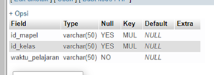 + Opsi
Field Type Null Key Default Extra
id_mapel varchar(50) YES MUL NULL
id_kelas varchar(50) YES MUL NULL
waktu_pelajaran varchar(50) NO NULL